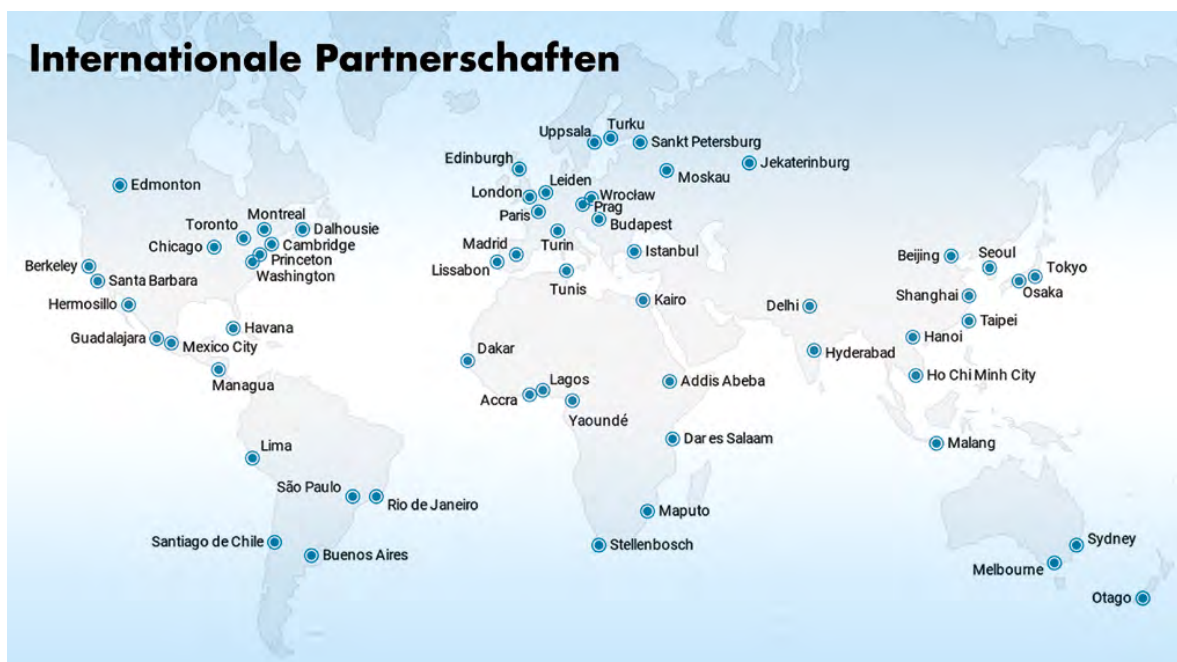 Internationale Partnerschaften
Turku
Uppsala
Sankt Petersburg
Edinburgh
Jekaterinburg
Moskau
Edmonton
Leiden
London
Wrocław
Prag
Paris
Budapest
Montreal
Toronto
Dalhousie
Chicago
Cambridge
Princeton
Washington
Madrid
Turin
Istanbul
Lissabon
Tunis
Berkeley
Santa Barbara
Beijing
Seoul
Tokyo
Osaka
Hermosillo
Kairo
Delhi
Shanghai
Taipei
Havana
Guadalajara
Mexico City
Hanoi
Dakar
Hyderabad
Managua
Lagos
Addis Abeba
Ho Chi Minh City
Accra
Yaoundé
Dar es Salaam
Malang
Lima
São Paulo
Rio de Janeiro
Maputo
Santiago de Chile
Buenos Aires
Stellenbosch
Sydney
Melbourne
Otago